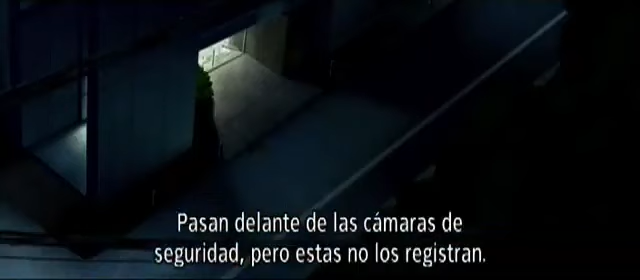 Pasan delante de las cámaras de
seguridad, pero estas no los registran.